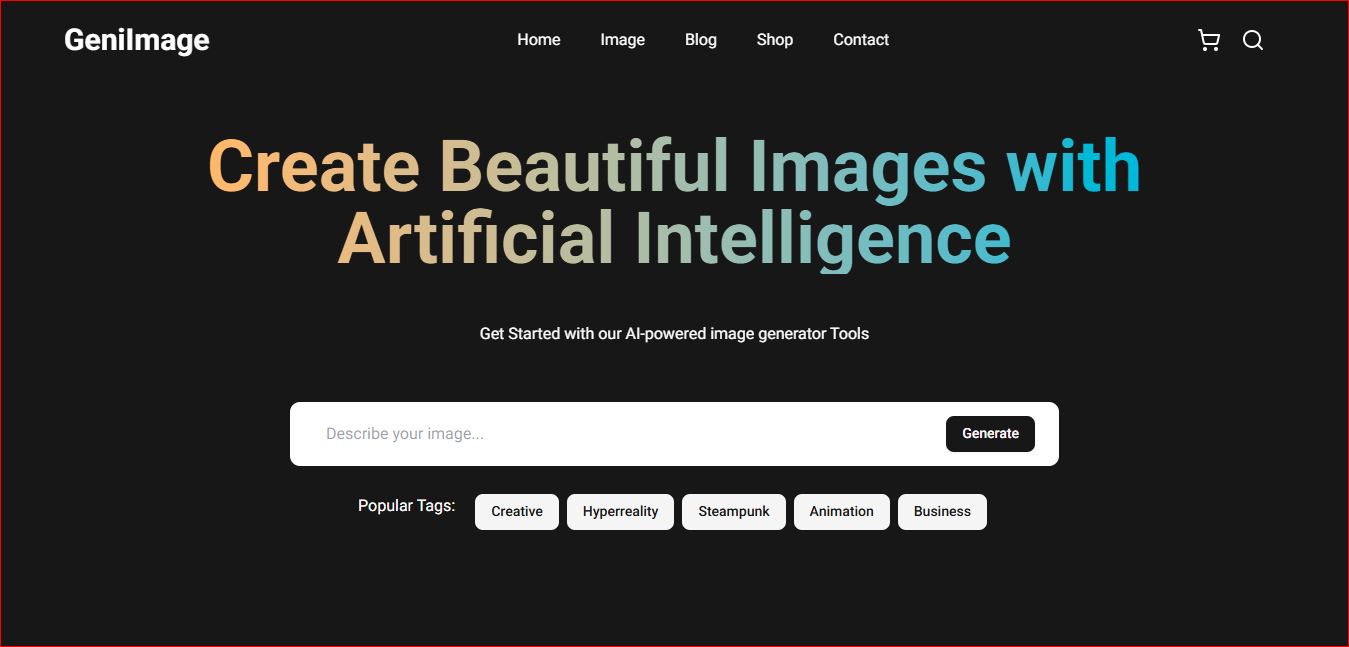 GeniImage
Home Image Blog Shop Contact
Create Beautiful Images with
Artificial Intelligence
Get Started with our AI-powered image generator Tools
Describe your image... Generate
Popular Tags: Creative Hyperreality Steampunk Animation Business